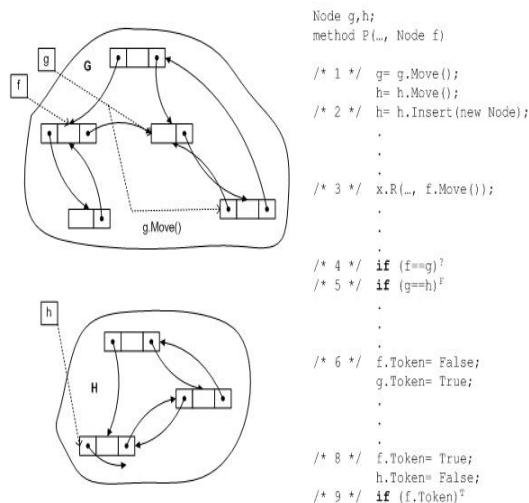 g
G
f
g.Move()
h
H
Node g,h;
method P(…, Node f)
/* 1 */ g= g.Move();
h= h.Move();
/* 2 */ h= h.Insert(new Node);
.
.
.
/* 3 */ x.R(…, f.Move());
.
.
.
/* 4 */ if (f==g)?
/* 5 */ if (g==h)F
.
.
.
/* 6 */ f.Token= False;
g.Token= True;
.
.
.
/* 8 */ f.Token= True;
h.Token= False;
/* 9 */ if (f.Token)T